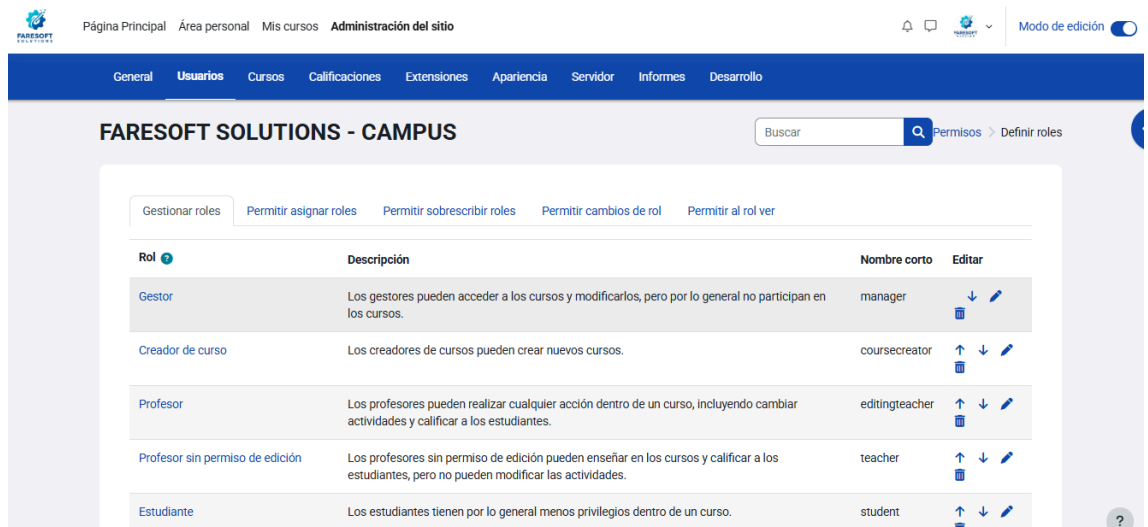 FARESOFT
SOLUTIONS
Página Principal Área personal Mis cursos Administración del sitio
Modo de edición
General Usuarios Cursos Calificaciones Extensiones Apariencia Servidor Informes Desarrollo
FARESOFT SOLUTIONS - CAMPUS
Buscar
Permisos > Definir roles
Gestionar roles Permitir asignar roles Permitir sobrescribir roles Permitir cambios de rol Permitir al rol ver
Rol ? Descripción Nombre corto Editar
Gestor Los gestores pueden acceder a los cursos y modificarlos, pero por lo general no participan en manager
los cursos.
Creador de curso Los creadores de cursos pueden crear nuevos cursos. coursecreator
Profesor Los profesores pueden realizar cualquier acción dentro de un curso, incluyendo cambiar editingteacher
actividades y calificar a los estudiantes.
Profesor sin permiso de edición Los profesores sin permiso de edición pueden enseñar en los cursos y calificar a los teacher
estudiantes, pero no pueden modificar las actividades.
Estudiante Los estudiantes tienen por lo general menos privilegios dentro de un curso. student
?